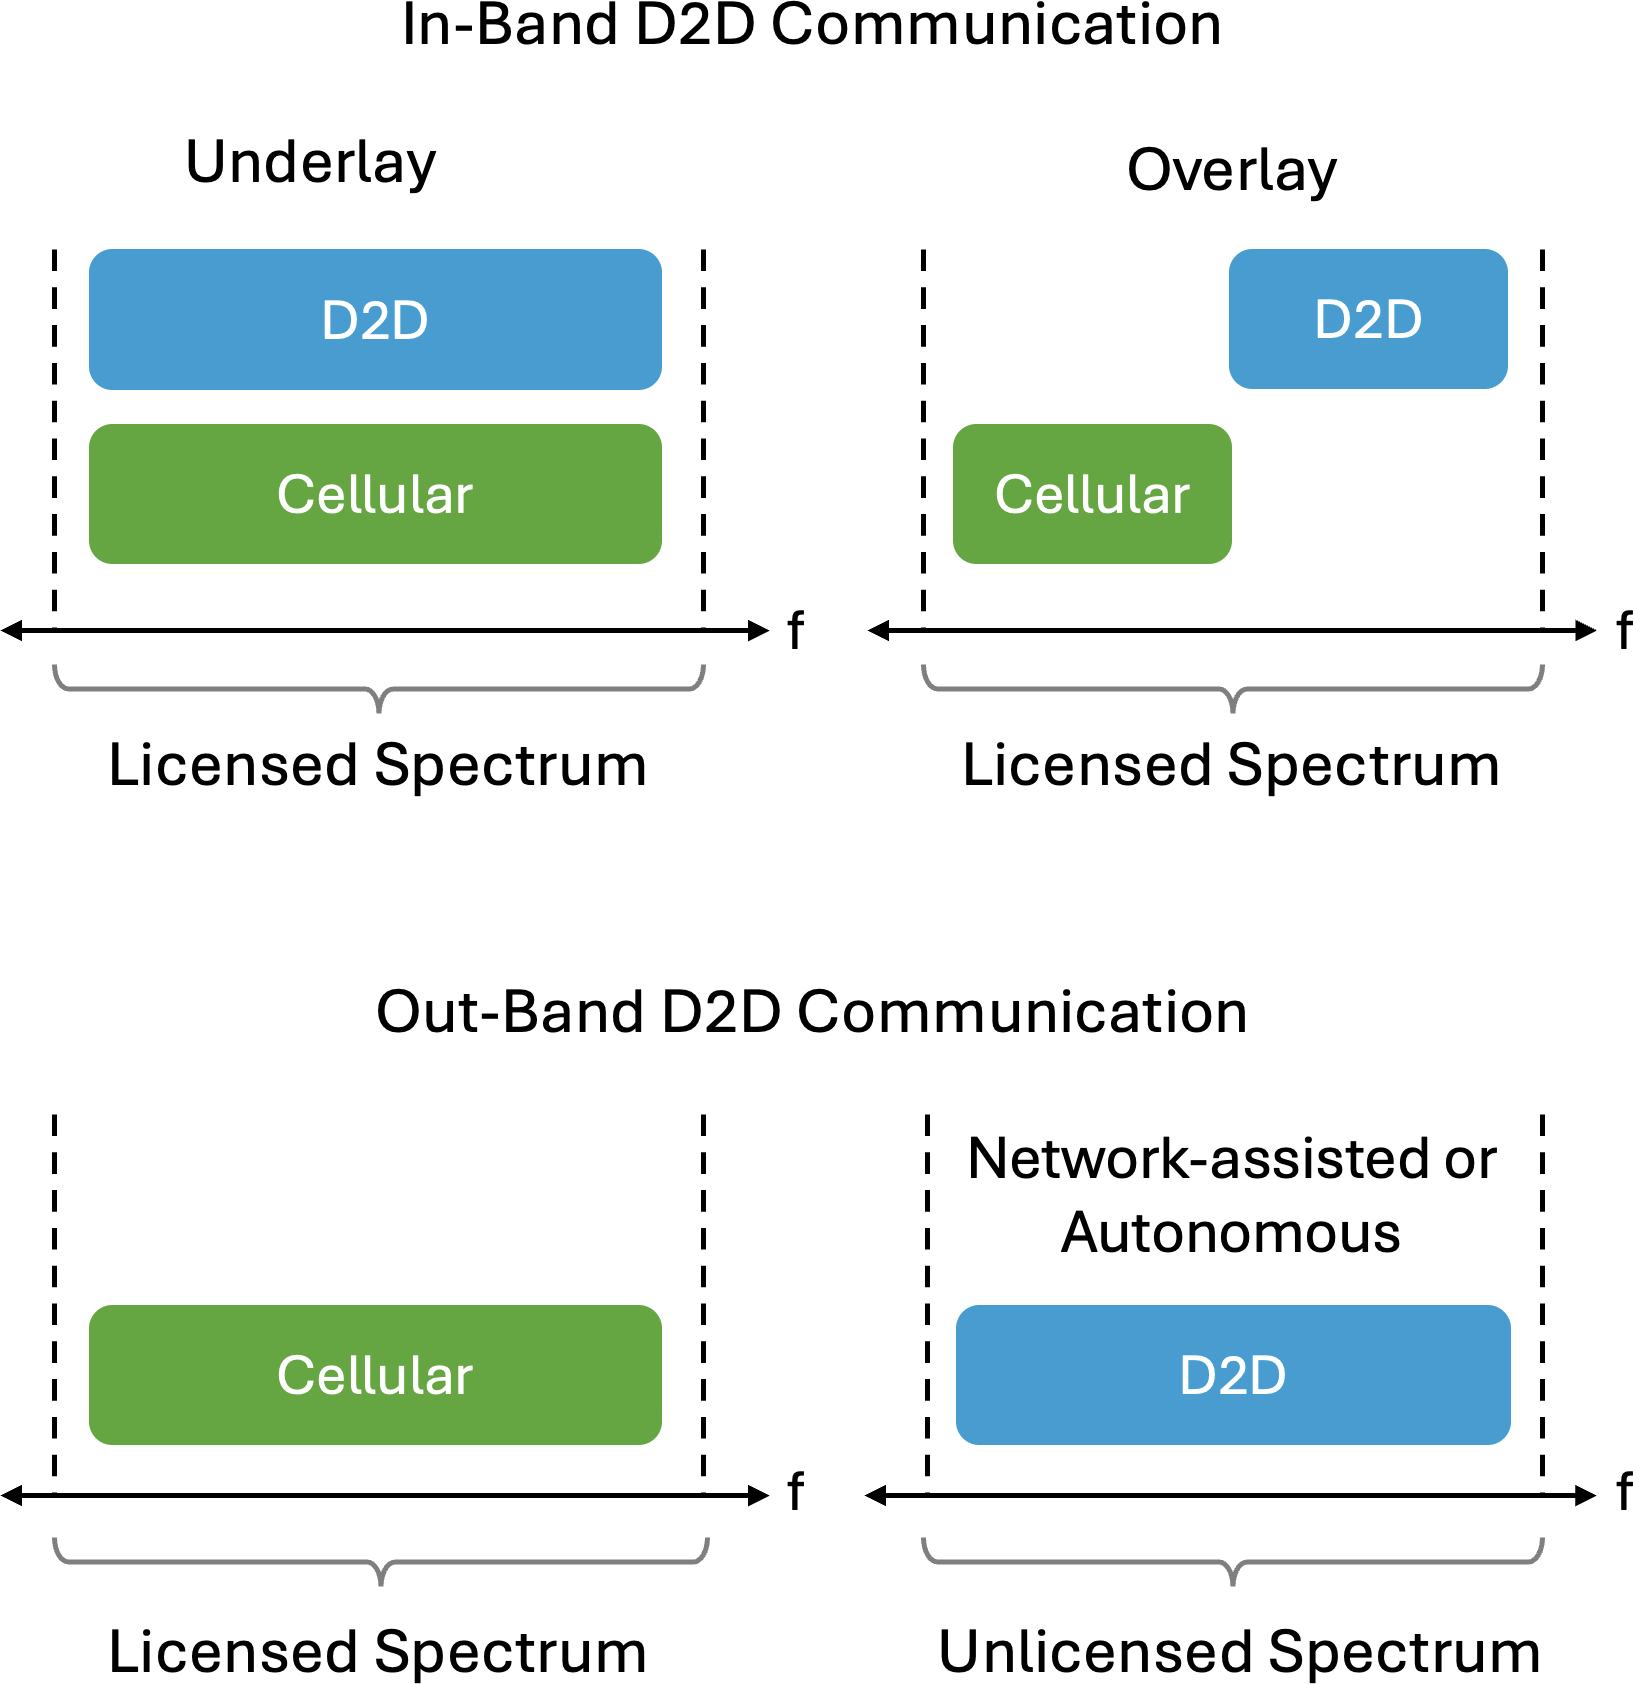 In-Band D2D Communication
Underlay
Overlay
D2D
D2D
Cellular
Cellular
f
f
Licensed Spectrum
Licensed Spectrum
Out-Band D2D Communication
Network-assisted or
Autonomous
Cellular
D2D
f
f
Licensed Spectrum
Unlicensed Spectrum